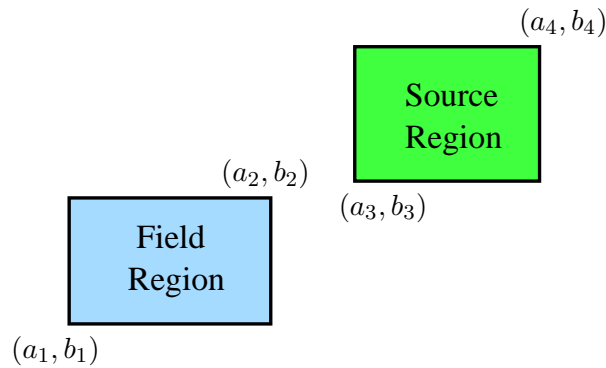 (a₄, b₄)
Source
Region
(a₂, b₂)
(a₃, b₃)
Field
Region
(a₁, b₁)